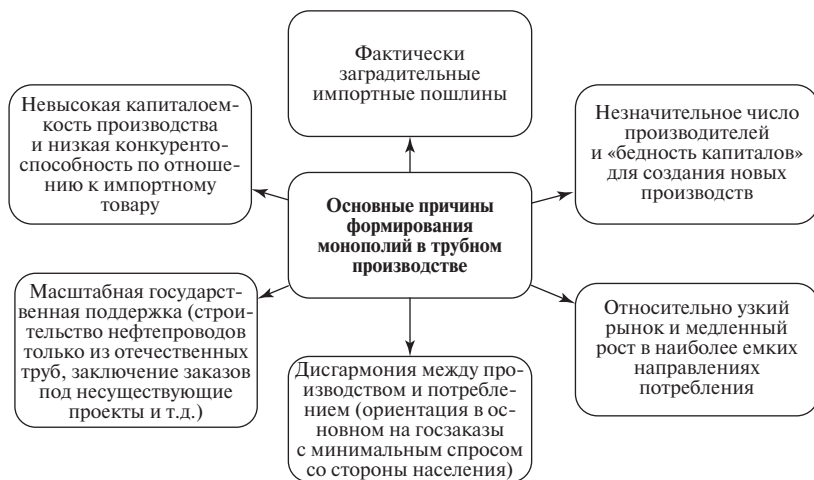 Фактически
заградительные
импортные пошлины
Невысокая капиталоем-
кость производства
и низкая конкуренто-
способность по отноше-
нию к импортному
товару
Незначительное число
производителей
и «бедность капиталов»
для создания новых
производств
Основные причины
формирования
монополий в трубном
производстве
Масштабная государст-
венная поддержка (строи-
тельство нефтепроводов
только из отечественных
труб, заключение заказов
под несуществующие
проекты и т.д.)
Дисгармония между про-
изводством и потребле-
нием (ориентация в ос-
новном на госзаказы
с минимальным спросом
со стороны населения)
Относительно узкий
рынок и медленный
рост в наиболее емких
направлениях
потребления